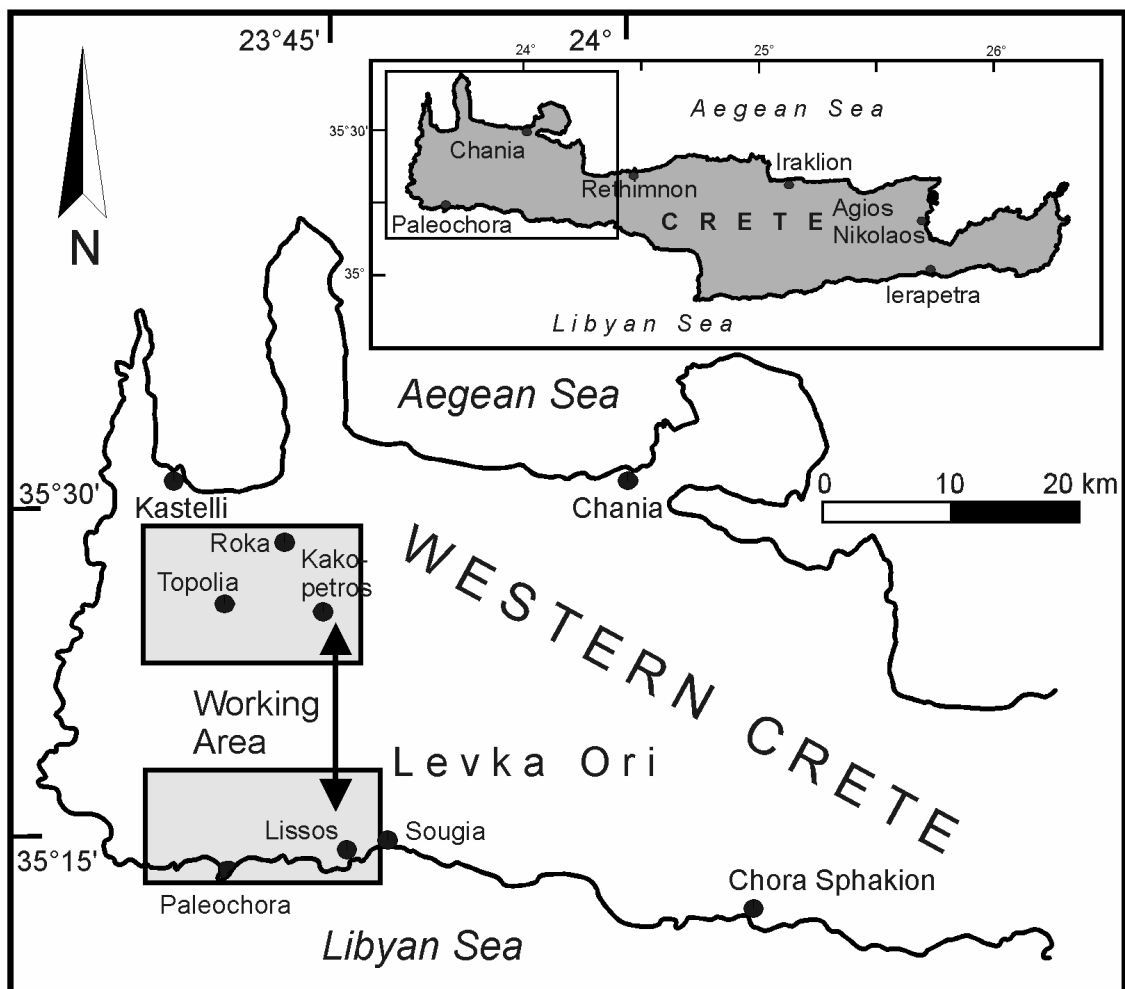 23°45'
24°
24°
25°
26°
Aegean Sea
35°30'
Chania
Iraklion
Rethimnon
Agios
Nikolaos
CRETE
Paleochora
35°
Ierapetra
Libyan Sea
N
Aegean Sea
35°30'
Kastelli
Chania
0 10 20 km
Roka
Kako-
petros
Topolia
WESTERN CRETE
Working
Area
Levka Ori
Lissos
Sougia
35°15'
Paleochora
Chora Sphakion
Libyan Sea